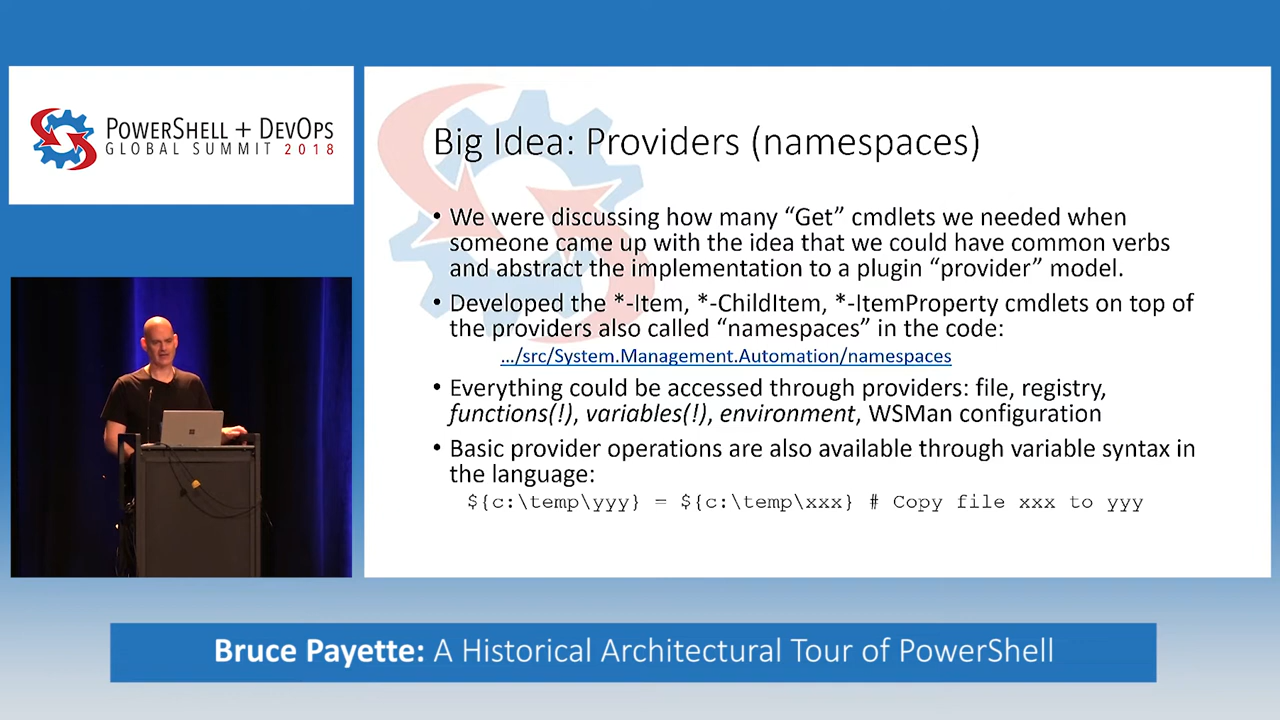 POWERSHELL + DEVOPS
GLOBAL SUMMIT 2018
Big Idea: Providers (namespaces)
• We were discussing how many “Get” cmdlets we needed when
someone came up with the idea that we could have common verbs
and abstract the implementation to a plugin “provider” model.
• Developed the *-Item, *-ChildItem, *-ItemProperty cmdlets on top of
the providers also called “namespaces” in the code:
…/src/System.Management.Automation/namespaces
• Everything could be accessed through providers: file, registry,
functions(!), variables(!), environment, WSMan configuration
• Basic provider operations are also available through variable syntax in
the language:
${c:\temp\yyy} = ${c:\temp\xxx} # Copy file xxx to yyy
Bruce Payette: A Historical Architectural Tour of PowerShell